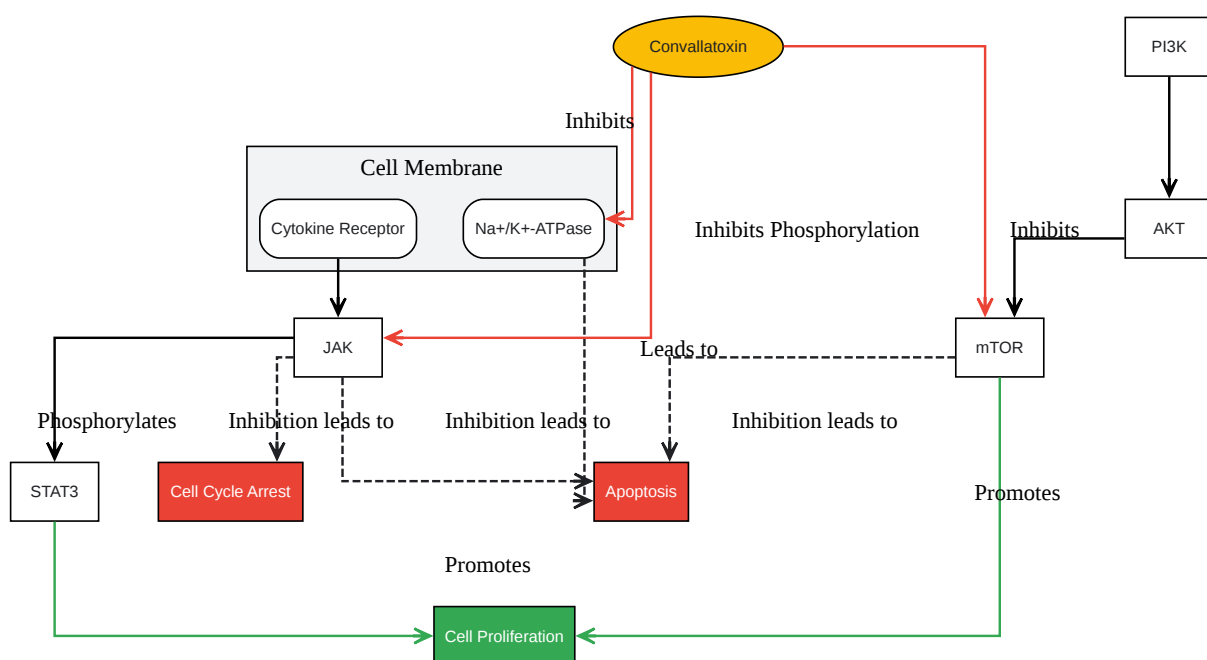 Convallatoxin
PI3K
Inhibits
Cell Membrane
Cytokine Receptor
Na+/K+-ATPase
Inhibits Phosphorylation
Inhibits
AKT
JAK
Leads to
mTOR
Phosphorylates
Inhibition leads to
Inhibition leads to
Inhibition leads to
STAT3
Cell Cycle Arrest
Apoptosis
Promotes
Promotes
Cell Proliferation